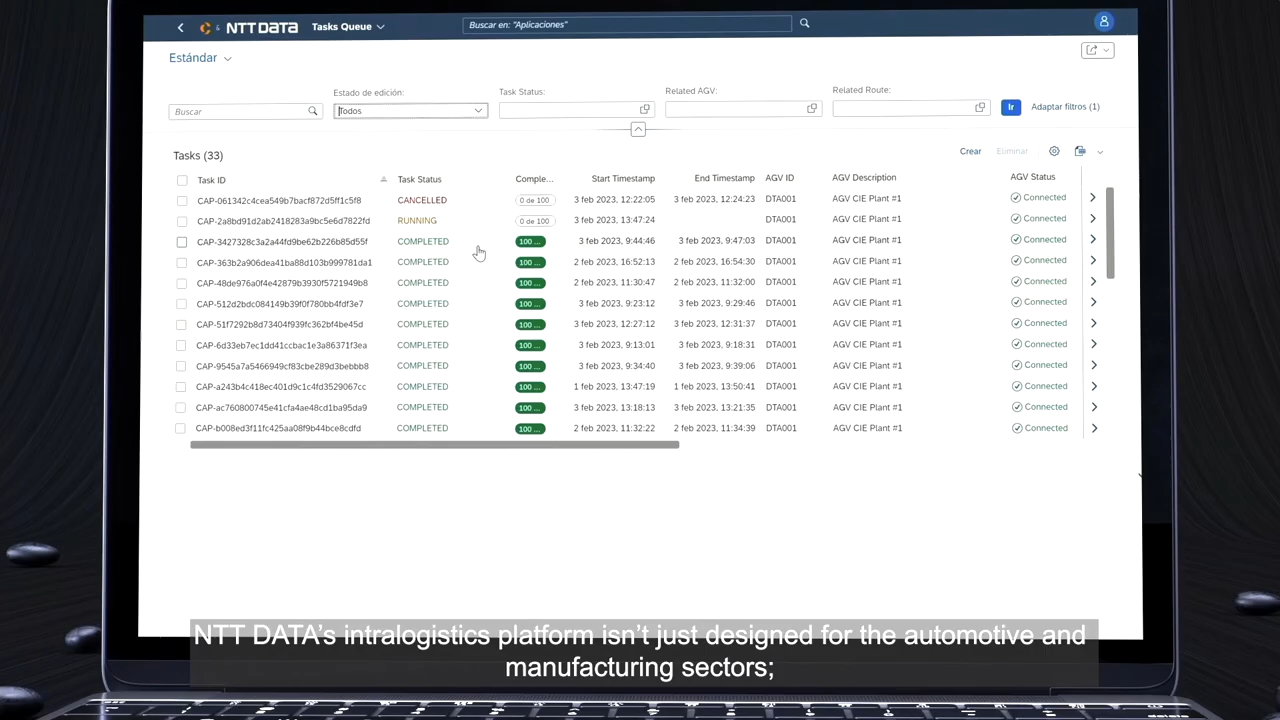 & NTT DATA Tasks Queue Buscar en: "Aplicaciones"
Estándar
Estado de edición: Task Status: Related AGV: Related Route:
Buscar Todos Ir Adaptar filtros (1)
Tasks (33) Crear Eliminar
Task ID Task Status Comple... Start Timestamp End Timestamp AGV ID AGV Description AGV Status
CAP-061342c4cea549b7bacf872d5ff1c5f8 CANCELLED 0 de 100 3 feb 2023, 12:22:05 3 feb 2023, 12:24:23 DTA001 AGV CIE Plant #1 Connected
CAP-2a8bd91d2ab2418283a9bc5e6d7822fd RUNNING 0 de 100 3 feb 2023, 13:47:24 DTA001 AGV CIE Plant #1 Connected
CAP-3427328c3a2a44fd9be62b226b85d55f COMPLETED 100 ... 3 feb 2023, 9:44:46 3 feb 2023, 9:47:03 DTA001 AGV CIE Plant #1 Connected
CAP-363b2a906dea41ba88d103b999781da1 COMPLETED 100 ... 2 feb 2023, 16:52:13 2 feb 2023, 16:54:30 DTA001 AGV CIE Plant #1 Connected
CAP-48de976a0f4e42879b3930f5721949b8 COMPLETED 100 ... 2 feb 2023, 11:30:47 2 feb 2023, 11:32:00 DTA001 AGV CIE Plant #1 Connected
CAP-512d2bdc084149b39f0f780bb4fdf3e7 COMPLETED 100 ... 3 feb 2023, 9:23:12 3 feb 2023, 9:29:46 DTA001 AGV CIE Plant #1 Connected
CAP-51f7292b8d73404f939fc362bf4be45d COMPLETED 100 ... 3 feb 2023, 12:27:12 3 feb 2023, 12:31:37 DTA001 AGV CIE Plant #1 Connected
CAP-6d33eb7ec1dd41ccbac1e3a86371f3ea COMPLETED 100 ... 3 feb 2023, 9:13:01 3 feb 2023, 9:18:31 DTA001 AGV CIE Plant #1 Connected
CAP-9545a7a5466949cf83cbe289d3bebbb8 COMPLETED 100 ... 3 feb 2023, 9:34:40 3 feb 2023, 9:39:06 DTA001 AGV CIE Plant #1 Connected
CAP-a243b4c418ec401d9c1c4fd3529067cc COMPLETED 100 ... 1 feb 2023, 13:47:19 1 feb 2023, 13:50:41 DTA001 AGV CIE Plant #1 Connected
CAP-ac760800745e41cfa4ae48cd1ba95da9 COMPLETED 100 ... 3 feb 2023, 13:18:13 3 feb 2023, 13:21:35 DTA001 AGV CIE Plant #1 Connected
CAP-b008ed3f11fc425aa08f9b44bce8cdfd COMPLETED 100 ... 2 feb 2023, 11:32:22 2 feb 2023, 11:34:39 DTA001 AGV CIE Plant #1 Connected
NTT DATA's intralogistics platform isn't just designed for the automotive and
manufacturing sectors;